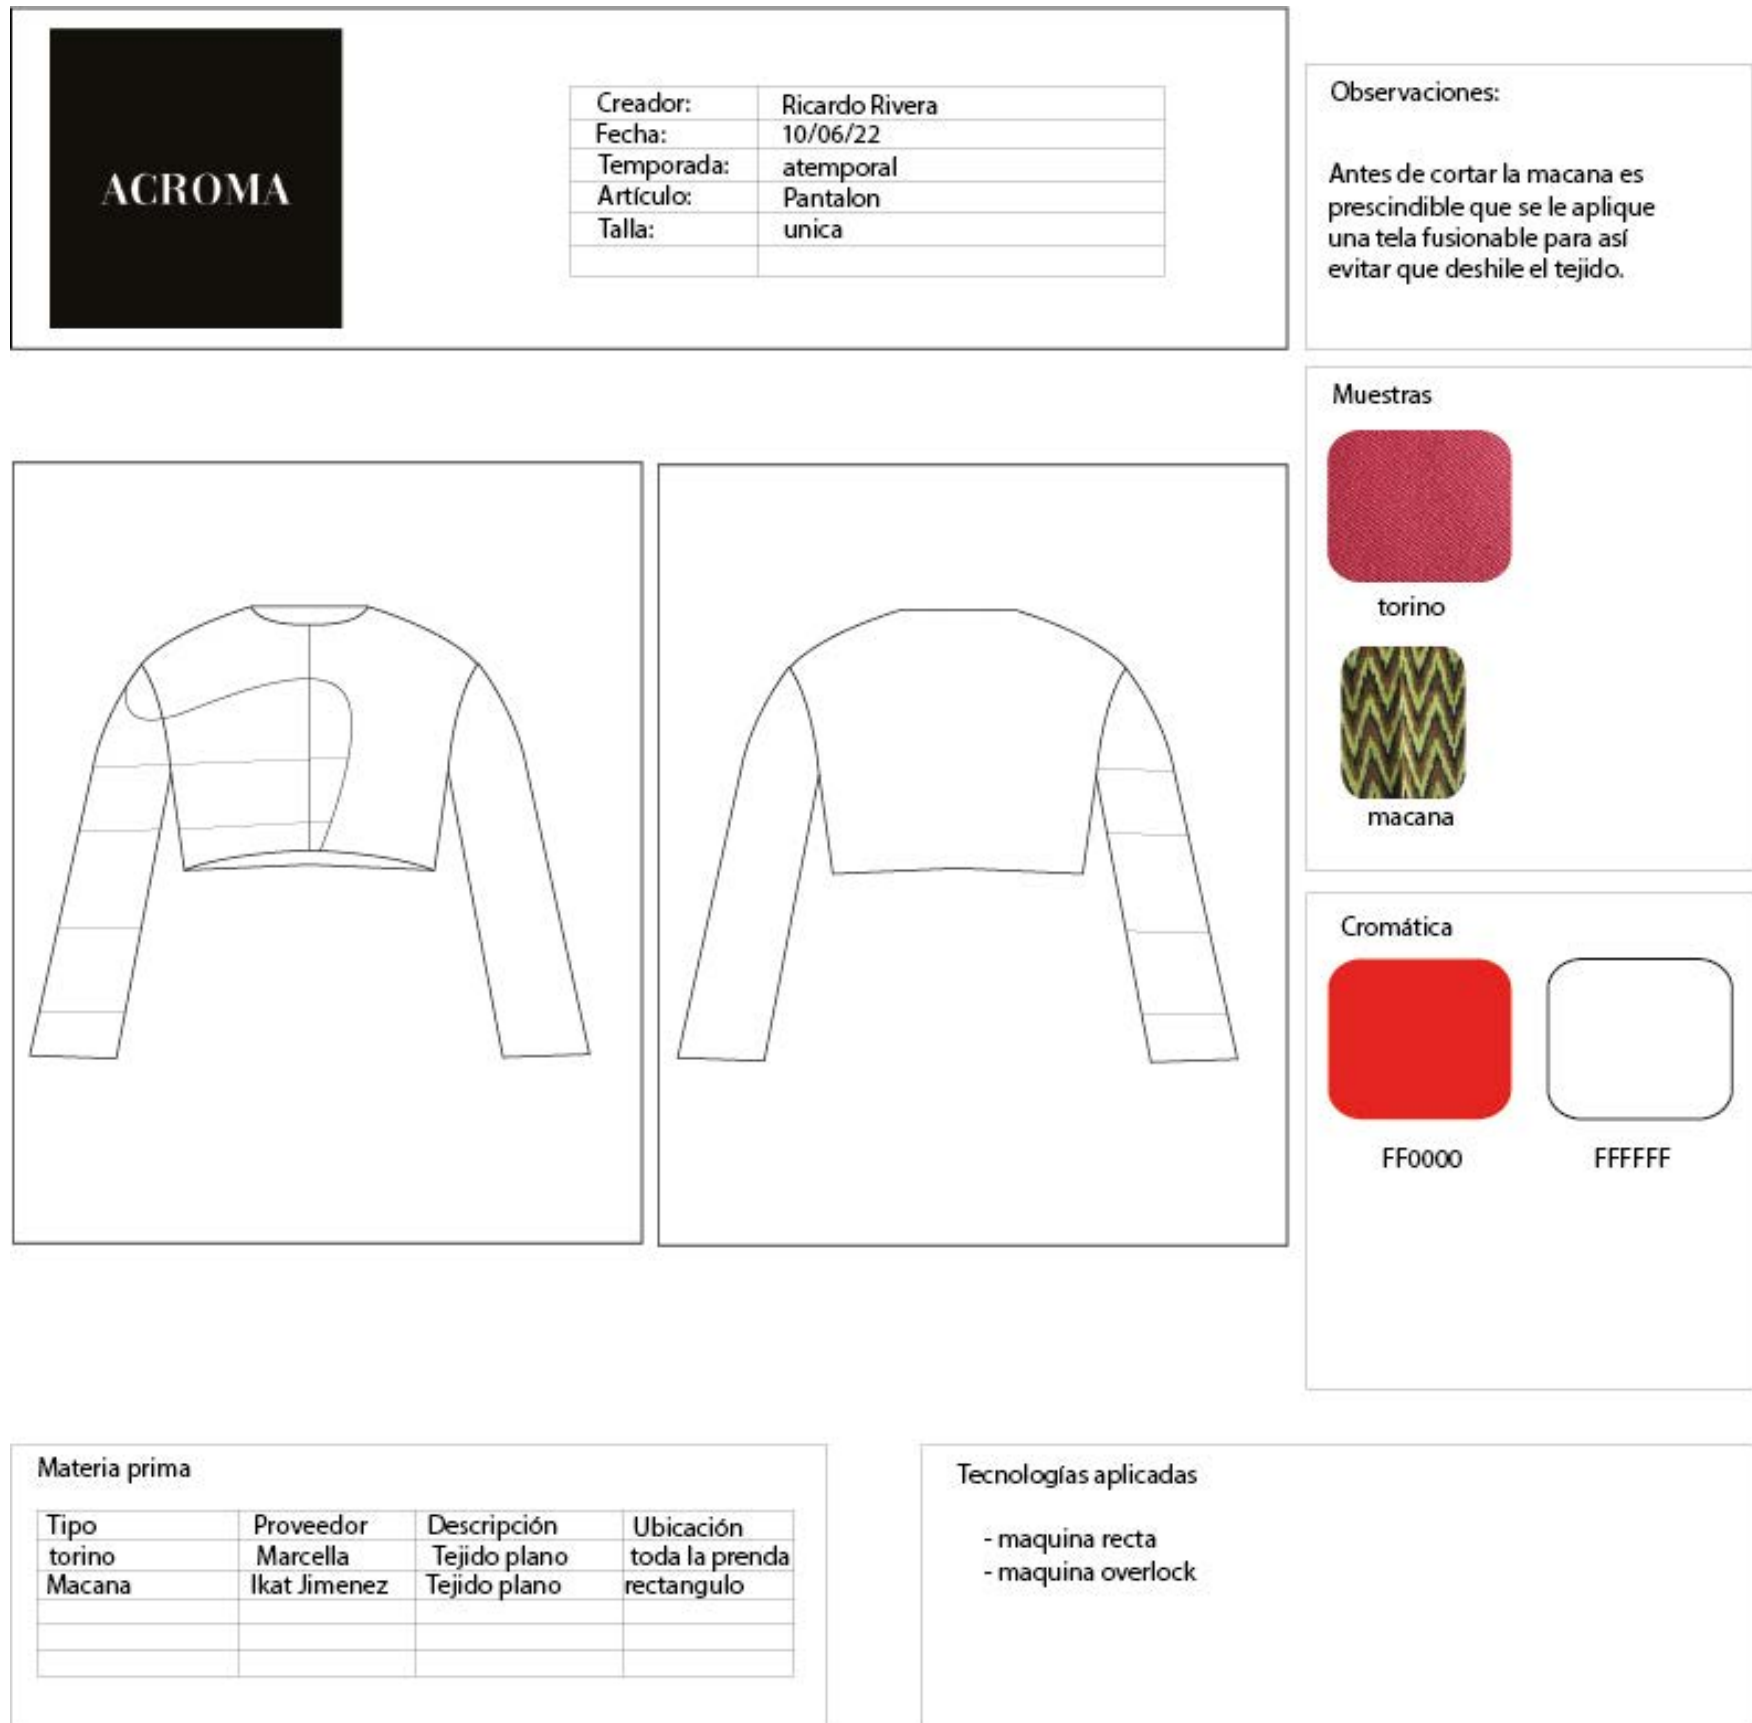 ACROMA
Creador: Ricardo Rivera
Fecha: 10/06/22
Temporada: atemporal
Artículo: Pantalon
Talla: unica
Observaciones:
Antes de cortar la macana es
prescindible que se le aplique
una tela fusionable para así
evitar que deshile el tejido.
Muestras
torino
macana
Cromática
FF0000 FFFFFF
Materia prima
Tipo Proveedor Descripción Ubicación
torino Marcella Tejido plano toda la prenda
Macana Ikat Jimenez Tejido plano rectangulo
Tecnologías aplicadas
- maquina recta
- maquina overlock